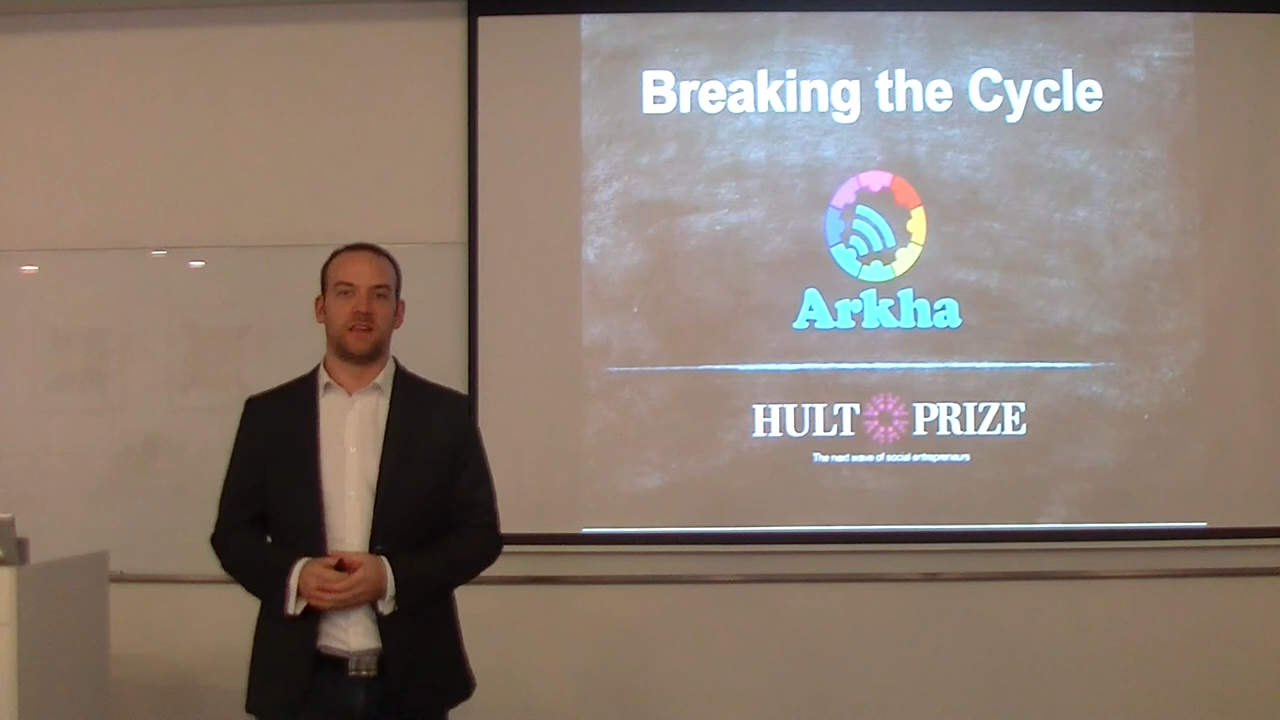 Breaking the Cycle
Arkha
HULT PRIZE
The next wave of social entrepreneurs